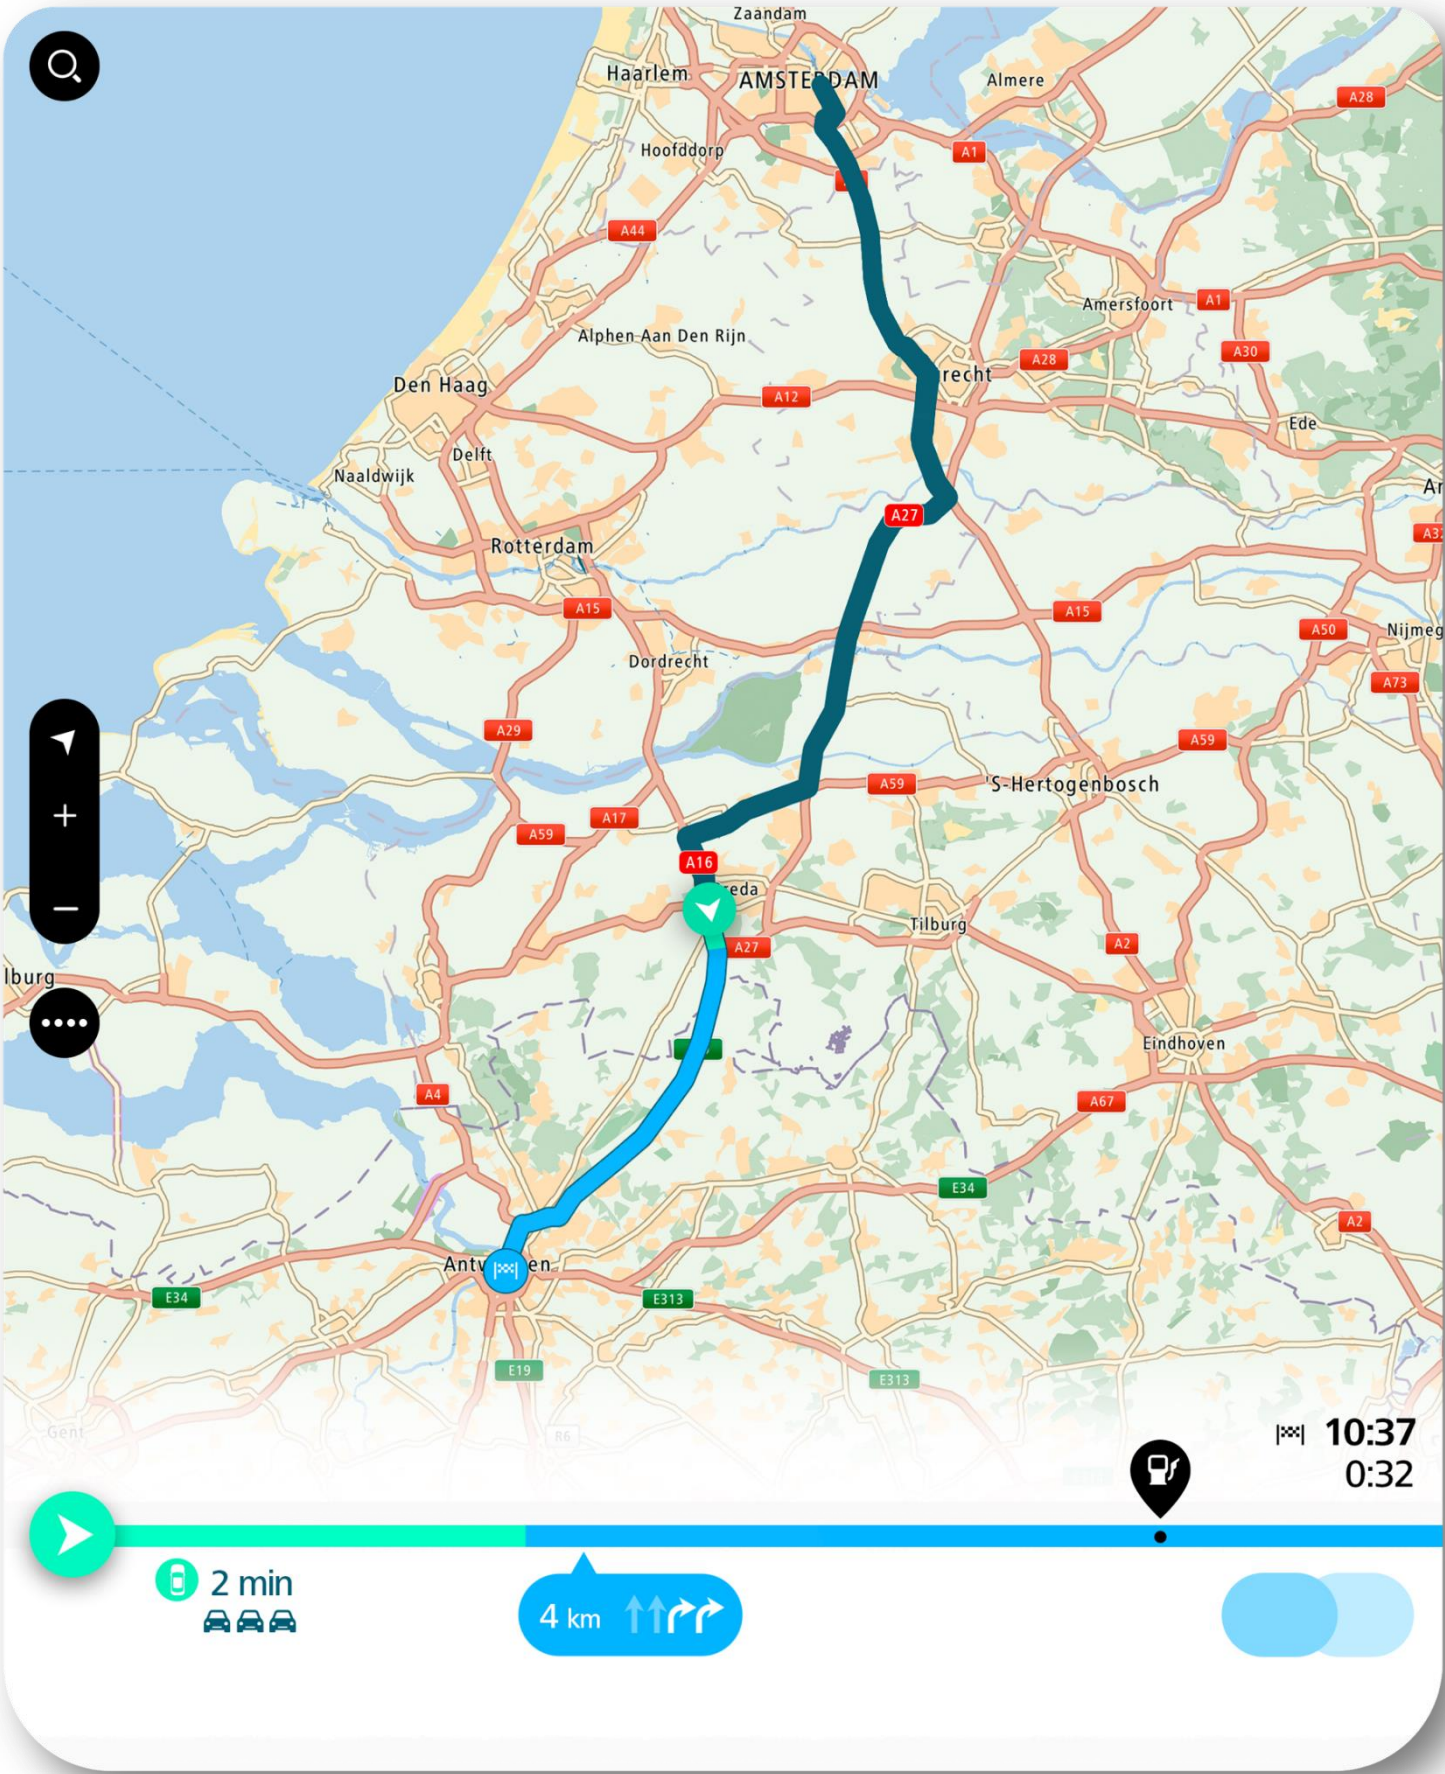 Zaandam
Haarlem
AMSTERDAM
Almere
A28
Hoofddorp
A1
A44
Amersfoort
A1
Alphen Aan Den Rijn
A30
A28
Den Haag
recht
A12
Ede
Delft
Naaldwijk
A27
Rotterdam
A15
A15
A50
Nijmeg
Dordrecht
A73
A29
A59
A59
'S-Hertogenbosch
A17
A59
A16
reda
Tilburg
A27
A2
lburg
Eindhoven
A4
A67
E34
A2
Antw en
E34
E313
E19
E313
Gent
R6
10:37
0:32
2 min
4 km